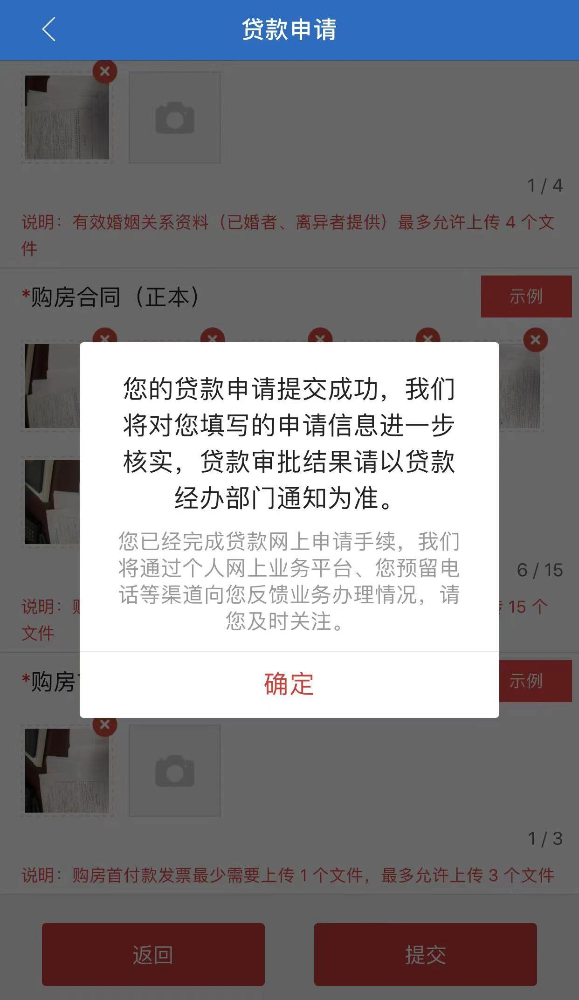 贷款申请
1 / 4
说明：有效婚姻关系资料（已婚者、离异者提供）最多允许上传 4 个文
件
*购房合同（正本）
示例
您的贷款申请提交成功，我们
将对您填写的申请信息进一步
核实，贷款审批结果请以贷款
经办部门通知为准。
您已经完成贷款网上申请手续，我们
将通过个人网上业务平台、您预留电
话等渠道向您反馈业务办理情况，请
您及时关注。
确定
6 / 15
说明：
15 个
文件
*购房
示例
1 / 3
说明：购房首付款发票最少需要上传 1 个文件，最多允许上传 3 个文件
返回
提交